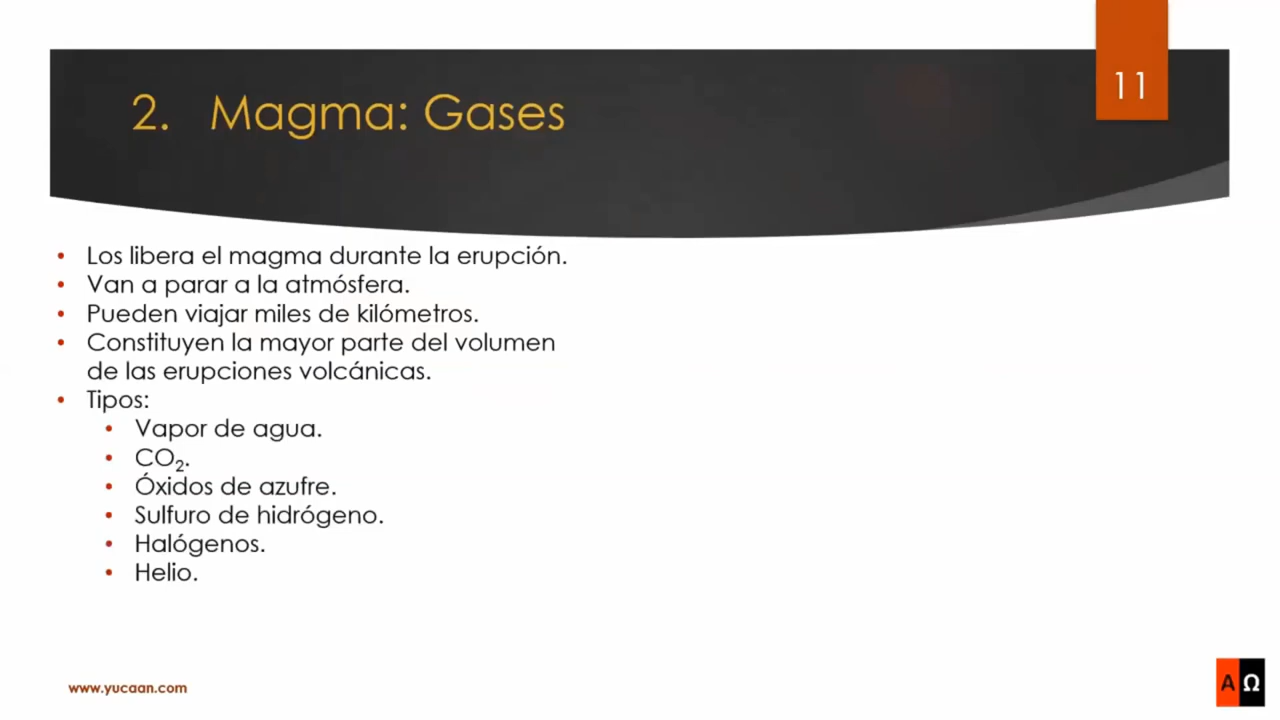 11
2. Magma: Gases
• Los libera el magma durante la erupción.
• Van a parar a la atmósfera.
• Pueden viajar miles de kilómetros.
• Constituyen la mayor parte del volumen
de las erupciones volcánicas.
• Tipos:
• Vapor de agua.
• CO₂.
• Óxidos de azufre.
• Sulfuro de hidrógeno.
• Halógenos.
• Helio.
www.yucaan.com
ΑΩ